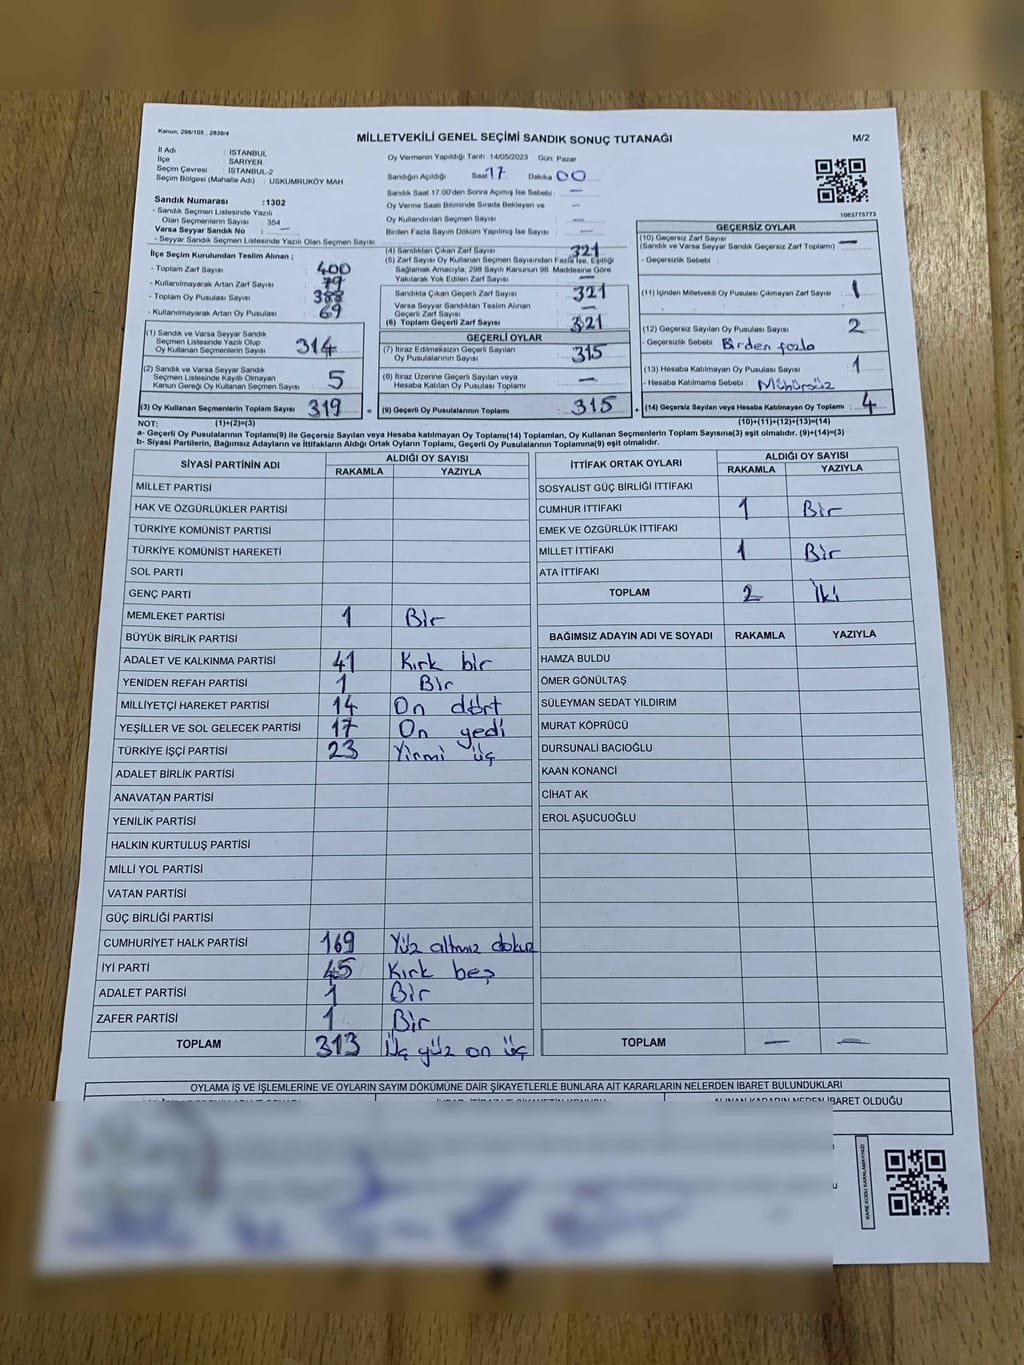 Kanun, 298/105 , 2839/4
MİLLETVEKİLİ GENEL SEÇİMİ SANDIK SONUÇ TUTANAĞI
M/2
İl Adı : İSTANBUL
İlçe : SARIYER
Seçim Çevresi : İSTANBUL-2
Seçim Bölgesi (Mahalle Adı) : USKUMRUKÖY MAH
Sandık Numarası :1302
- Sandık Seçmen Listesinde Yazılı
Olan Seçmenlerin Sayısı : 354
Varsa Seyyar Sandık No : —
- Seyyar Sandık Seçmen Listesinde Yazılı Olan Seçmen Sayısı
İlçe Seçim Kurulundan Teslim Alınan ;
- Toplam Zarf Sayısı : 400
- Kullanılmayarak Artan Zarf Sayısı : 79
- Toplam Oy Pusulası Sayısı : 388
- Kullanılmayarak Artan Oy Pusulası : 69
(1) Sandık ve Varsa Seyyar Sandık
Seçmen Listesinde Yazılı Olup
Oy Kullanan Seçmenlerin Sayısı 314
(2) Sandık ve Varsa Seyyar Sandık
Seçmen Listesinde Kayıtlı Olmayan
Kanun Gereği Oy Kullanan Seçmen Sayısı 5
(3) Oy Kullanan Seçmenlerin Toplam Sayısı 319
Oy Vermenin Yapıldığı Tarih :14/05/2023 Gün: Pazar
Sandığın Açıldığı Saat 17 Dakika 00
Sandık Saat 17:00'den Sonra Açımış İse Sebebi : —
Oy Verme Saati Bitiminde Sırada Bekleyen ve —
Oy Kullandırılan Seçmen Sayısı : —
Birden Fazla Sayım Döküm Yapılmış İse Sayısı : —
(4) Sandıktan Çıkan Zarf Sayısı : 321
(5) Zarf Sayısı Oy Kullanan Seçmen Sayısından Fazla İse, Eşitliği
Sağlamak Amacıyla, 298 Sayılı Kanunun 98. Maddesine Göre
Yakılarak Yok Edilen Zarf Sayısı : —
Sandıkta Çıkan Geçerli Zarf Sayısı : 321
Varsa Seyyar Sandıktan Teslim Alınan
Geçerli Zarf Sayısı : —
(6) Toplam Geçerli Zarf Sayısı : 321
GEÇERLİ OYLAR
(7) İtiraz Edilmeksizin Geçerli Sayılan
Oy Pusulalarının Sayısı : 315
(8) İtiraz Üzerine Geçerli Sayılan veya
Hesaba Katılan Oy Pusulası Toplamı : —
= (9) Geçerli Oy Pusulalarının Toplamı : 315
1063775773
GEÇERSİZ OYLAR
(10) Geçersiz Zarf Sayısı
(Sandık ve Varsa Seyyar Sandık Geçersiz Zarf Toplamı) : —
- Geçersizlik Sebebi :
(11) İçinden Milletvekili Oy Pusulası Çıkmayan Zarf Sayısı : 1
(12) Geçersiz Sayılan Oy Pusulası Sayısı : 2
- Geçersizlik Sebebi : Birden fazla
(13) Hesaba Katılmayan Oy Pusulası Sayısı : 1
- Hesaba Katılmama Sebebi : Mühürsüz
+ (14) Geçersiz Sayılan veya Hesaba Katılmayan Oy Toplamı : 4
NOT: (1)+(2)=(3) (10)+(11)+(12)+(13)=(14)
a- Geçerli Oy Pusulalarının Toplamı(9) ile Geçersiz Sayılan veya Hesaba katılmayan Oy Toplamı(14) Toplamları, Oy Kullanan Seçmenlerin Toplam Sayısına(3) eşit olmalıdır. (9)+(14)=(3)
b- Siyasi Partilerin, Bağımsız Adayların ve İttifakların Aldığı Ortak Oyların Toplamı, Geçerli Oy Pusulalarının Toplamına(9) eşit olmalıdır.
SİYASİ PARTİNİN ADI ALDIĞI OY SAYISI
RAKAMLA YAZIYLA
MİLLET PARTİSİ
HAK VE ÖZGÜRLÜKLER PARTİSİ
TÜRKİYE KOMÜNİST PARTİSİ
TÜRKİYE KOMÜNİST HAREKETİ
SOL PARTİ
GENÇ PARTİ
MEMLEKET PARTİSİ 1 Bir
BÜYÜK BİRLİK PARTİSİ
ADALET VE KALKINMA PARTİSİ 41 Kırk bir
YENİDEN REFAH PARTİSİ 1 Bir
MİLLİYETÇİ HAREKET PARTİSİ 14 On dört
YEŞİLLER VE SOL GELECEK PARTİSİ 17 On yedi
TÜRKİYE İŞÇİ PARTİSİ 23 Yirmi üç
ADALET BİRLİK PARTİSİ
ANAVATAN PARTİSİ
YENİLİK PARTİSİ
HALKIN KURTULUŞ PARTİSİ
MİLLİ YOL PARTİSİ
VATAN PARTİSİ
GÜÇ BİRLİĞİ PARTİSİ
CUMHURİYET HALK PARTİSİ 169 Yüz altmış dokuz
İYİ PARTİ 45 Kırk beş
ADALET PARTİSİ 1 Bir
ZAFER PARTİSİ 1 Bir
TOPLAM 313 Üç yüz on üç
İTTİFAK ORTAK OYLARI ALDIĞI OY SAYISI
RAKAMLA YAZIYLA
SOSYALİST GÜÇ BİRLİĞİ İTTİFAKI
CUMHUR İTTİFAKI 1 Bir
EMEK VE ÖZGÜRLÜK İTTİFAKI
MİLLET İTTİFAKI 1 Bir
ATA İTTİFAKI
TOPLAM 2 İki
BAĞIMSIZ ADAYIN ADI VE SOYADI RAKAMLA YAZIYLA
HAMZA BULDU
ÖMER GÖNÜLTAŞ
SÜLEYMAN SEDAT YILDIRIM
MURAT KÖPRÜCÜ
DURSUNALİ BACIOĞLU
KAAN KONANCİ
CİHAT AK
EROL AŞUCUOĞLU
TOPLAM — —
OYLAMA İŞ VE İŞLEMLERİNE VE OYLARIN SAYIM DÖKÜMÜNE DAİR ŞİKAYETLERLE BUNLARA AİT KARARLARIN NELERDEN İBARET BULUNDUKLARI
ALINAN KARARIN NEDEN İBARET OLDUĞU
KARE KODU KARALAMAYINIZ!